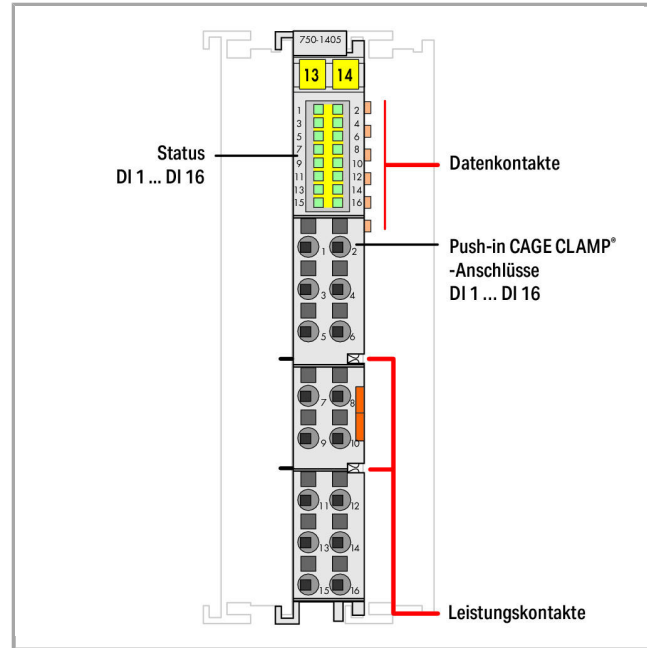 750-1405
13 14
1 2
3 4
5 6
7 8
9 10
11 12
13 14
15 16
Status
DI 1 ... DI 16
Datenkontakte
Push-in CAGE CLAMP®
-Anschlüsse
DI 1 ... DI 16
1 2
3 4
5 6
7 8
9 10
11 12
13 14
15 16
Leistungskontakte